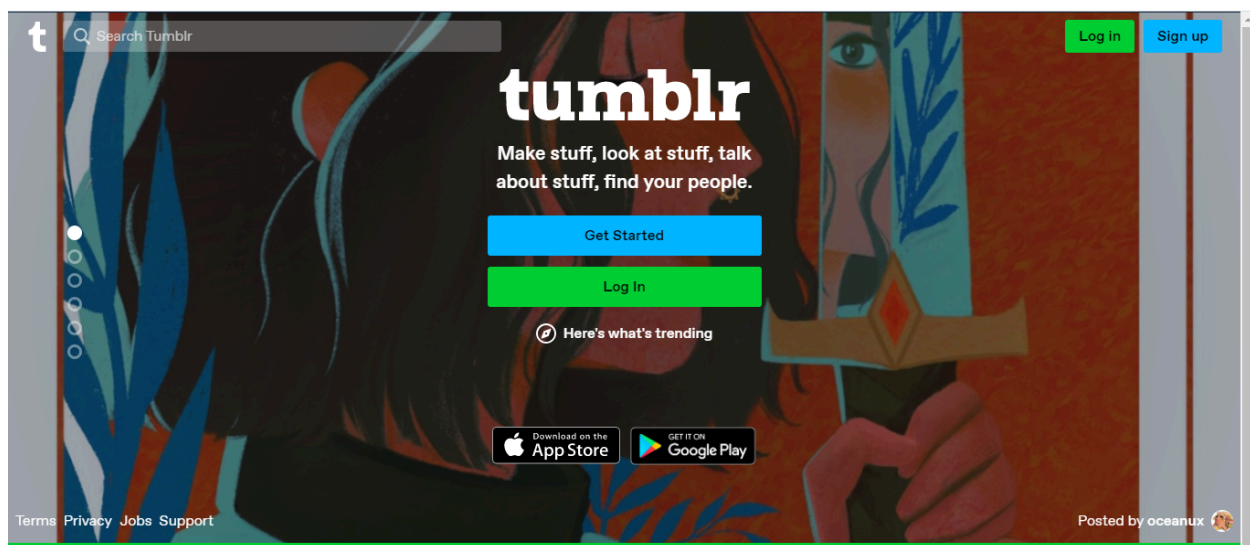 t
Search Tumblr
Log in
Sign up
tumblr
Make stuff, look at stuff, talk
about stuff, find your people.
Get Started
Log In
Here's what's trending
Download on the
App Store
GET IT ON
Google Play
Terms Privacy Jobs Support
Posted by oceanux